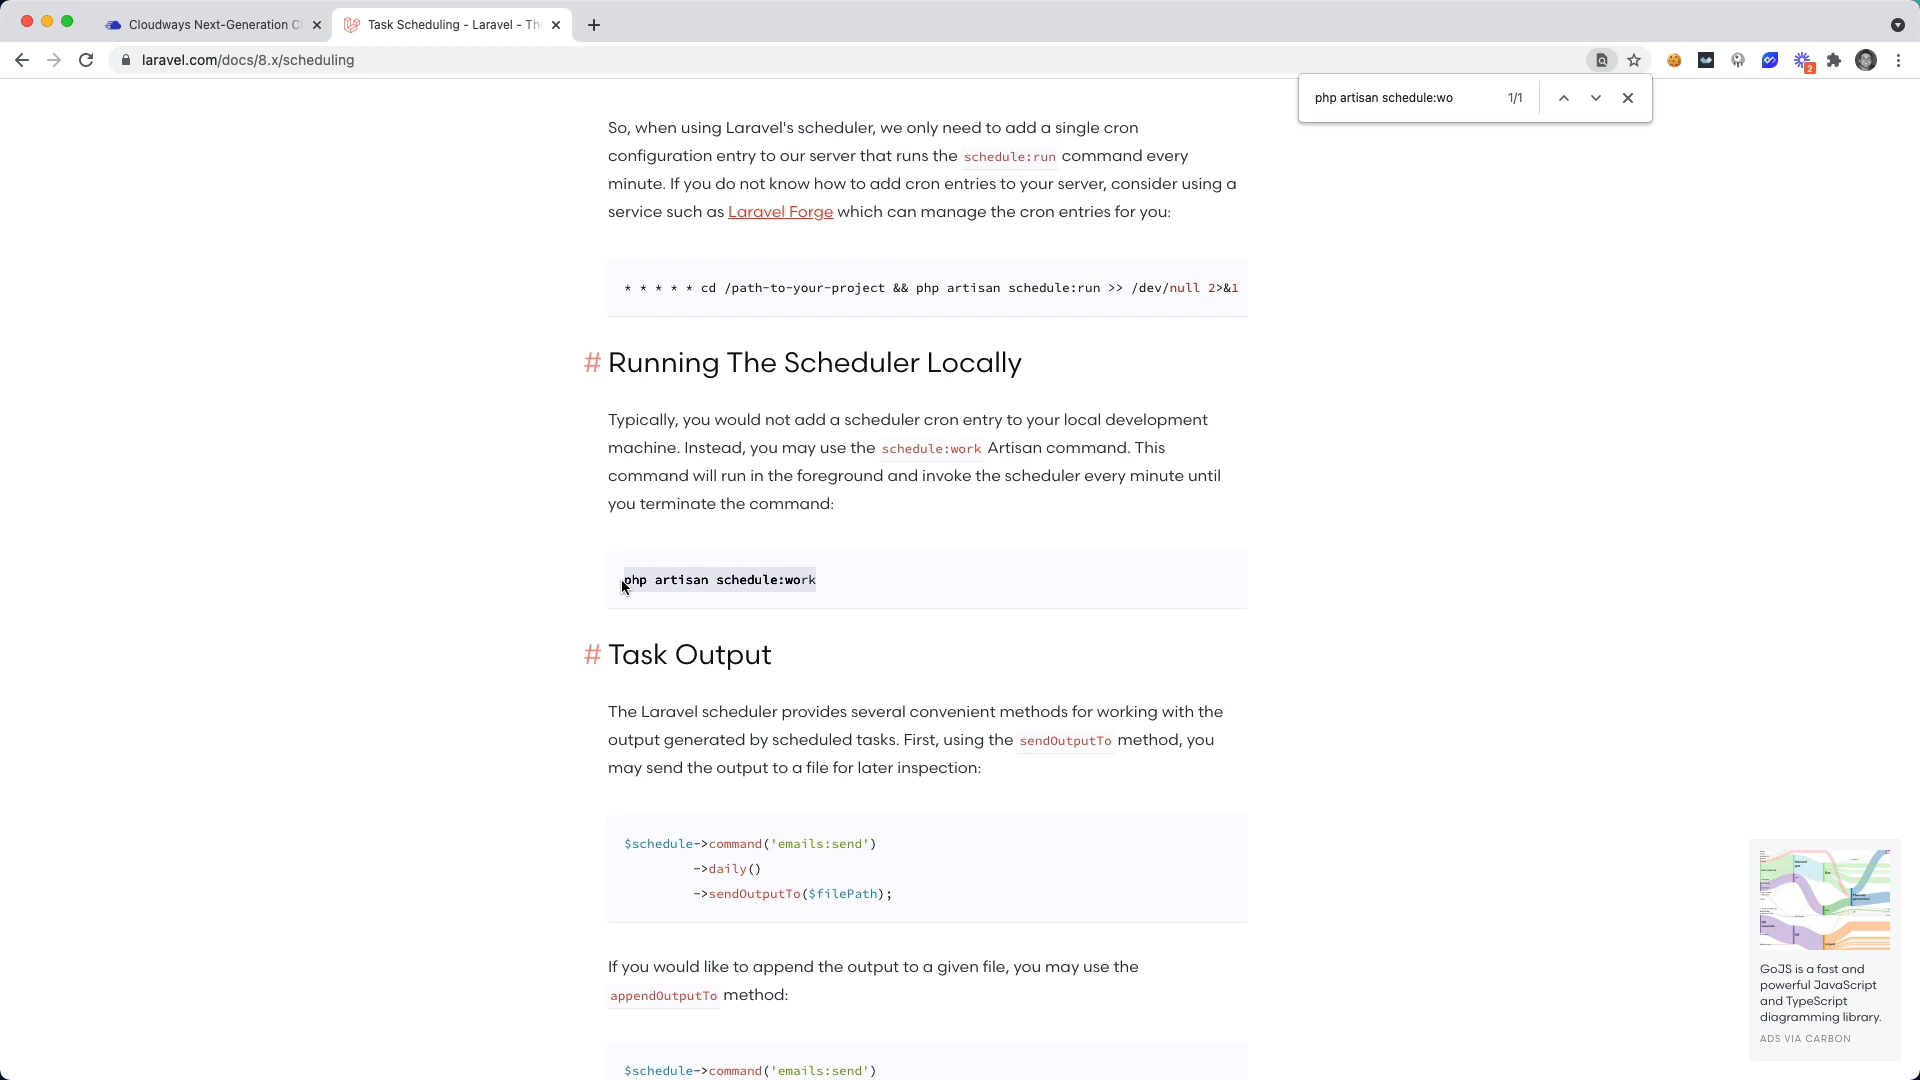 Cloudways Next-Generation C
Task Scheduling - Laravel - The
laravel.com/docs/8.x/scheduling
2
php artisan schedule:wo 1/1
So, when using Laravel's scheduler, we only need to add a single cron
configuration entry to our server that runs the schedule:run command every
minute. If you do not know how to add cron entries to your server, consider using a
service such as Laravel Forge which can manage the cron entries for you:
* * * * * cd /path-to-your-project && php artisan schedule:run >> /dev/null 2>&1
# Running The Scheduler Locally
Typically, you would not add a scheduler cron entry to your local development
machine. Instead, you may use the schedule:work Artisan command. This
command will run in the foreground and invoke the scheduler every minute until
you terminate the command:
php artisan schedule:work
# Task Output
The Laravel scheduler provides several convenient methods for working with the
output generated by scheduled tasks. First, using the sendOutputTo method, you
may send the output to a file for later inspection:
$schedule->command('emails:send')
->daily()
->sendOutputTo($filePath);
If you would like to append the output to a given file, you may use the
appendOutputTo method:
$schedule->command('emails:send')
GoJS is a fast and
powerful JavaScript
and TypeScript
diagramming library.
ADS VIA CARBON